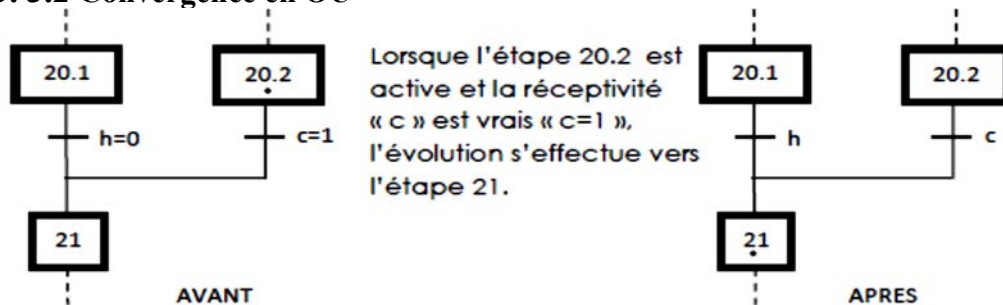 20.1
20.2
h=0
c=1
21
AVANT
Lorsque l'étape 20.2 est
active et la réceptivité
« c » est vrais « c=1 »,
l'évolution s'effectue vers
l'étape 21.
20.1
20.2
h
c
21
APRES